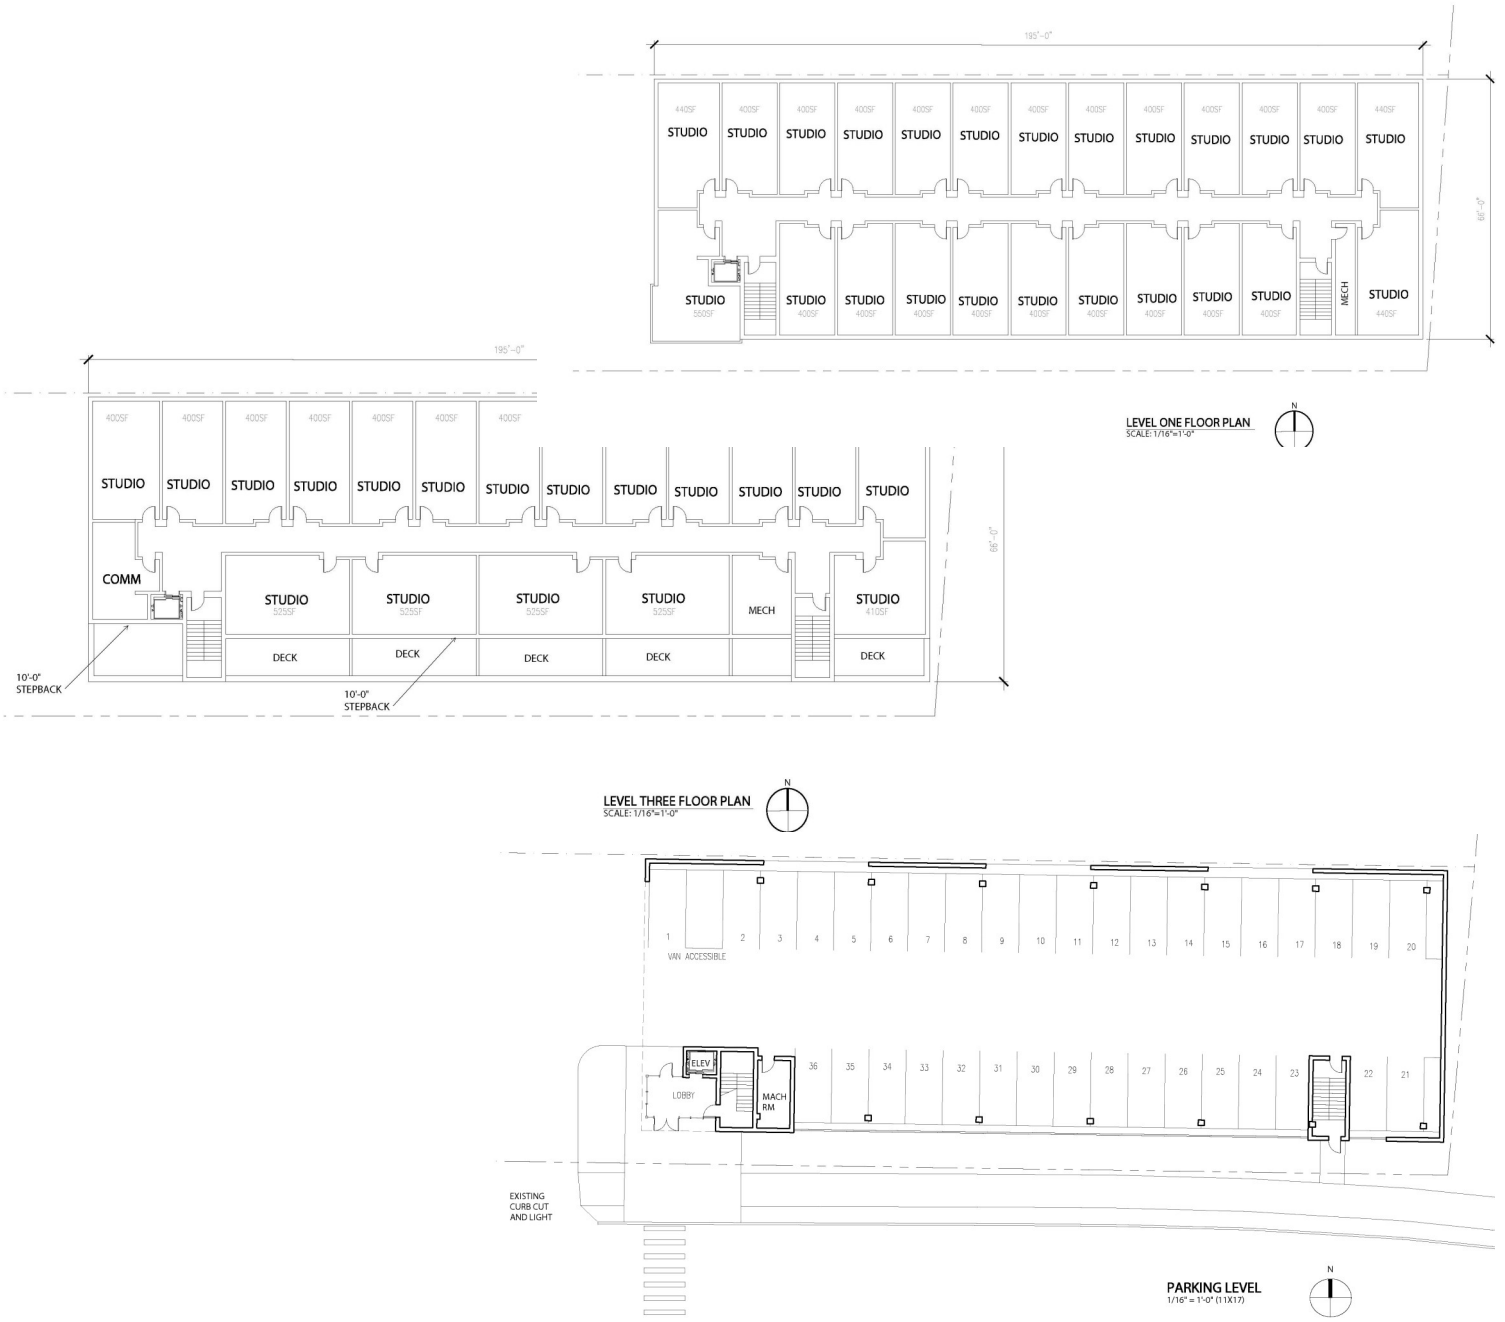 195'-0"
440SF 400SF 400SF 400SF 400SF 400SF 400SF 400SF 400SF 400SF 400SF 400SF 440SF
STUDIO STUDIO STUDIO STUDIO STUDIO STUDIO STUDIO STUDIO STUDIO STUDIO STUDIO STUDIO STUDIO
66'-0"
STUDIO STUDIO STUDIO STUDIO STUDIO STUDIO STUDIO STUDIO STUDIO STUDIO MECH STUDIO
550SF 400SF 400SF 400SF 400SF 400SF 400SF 400SF 400SF 400SF 440SF
LEVEL ONE FLOOR PLAN
SCALE: 1/16"=1'-0"
N
195'-0"
400SF 400SF 400SF 400SF 400SF 400SF 400SF
STUDIO STUDIO STUDIO STUDIO STUDIO STUDIO STUDIO STUDIO STUDIO STUDIO STUDIO STUDIO STUDIO
66'-0"
COMM STUDIO STUDIO STUDIO STUDIO MECH STUDIO
525SF 525SF 525SF 525SF 410SF
DECK DECK DECK DECK DECK
10'-0"
STEPBACK
10'-0"
STEPBACK
LEVEL THREE FLOOR PLAN
SCALE: 1/16"=1'-0"
N
1 2 3 4 5 6 7 8 9 10 11 12 13 14 15 16 17 18 19 20
VAN ACCESSIBLE
ELEV
LOBBY
MACH
RM
36 35 34 33 32 31 30 29 28 27 26 25 24 23 22 21
EXISTING
CURB CUT
AND LIGHT
PARKING LEVEL
1/16" = 1'-0" (11X17)
N